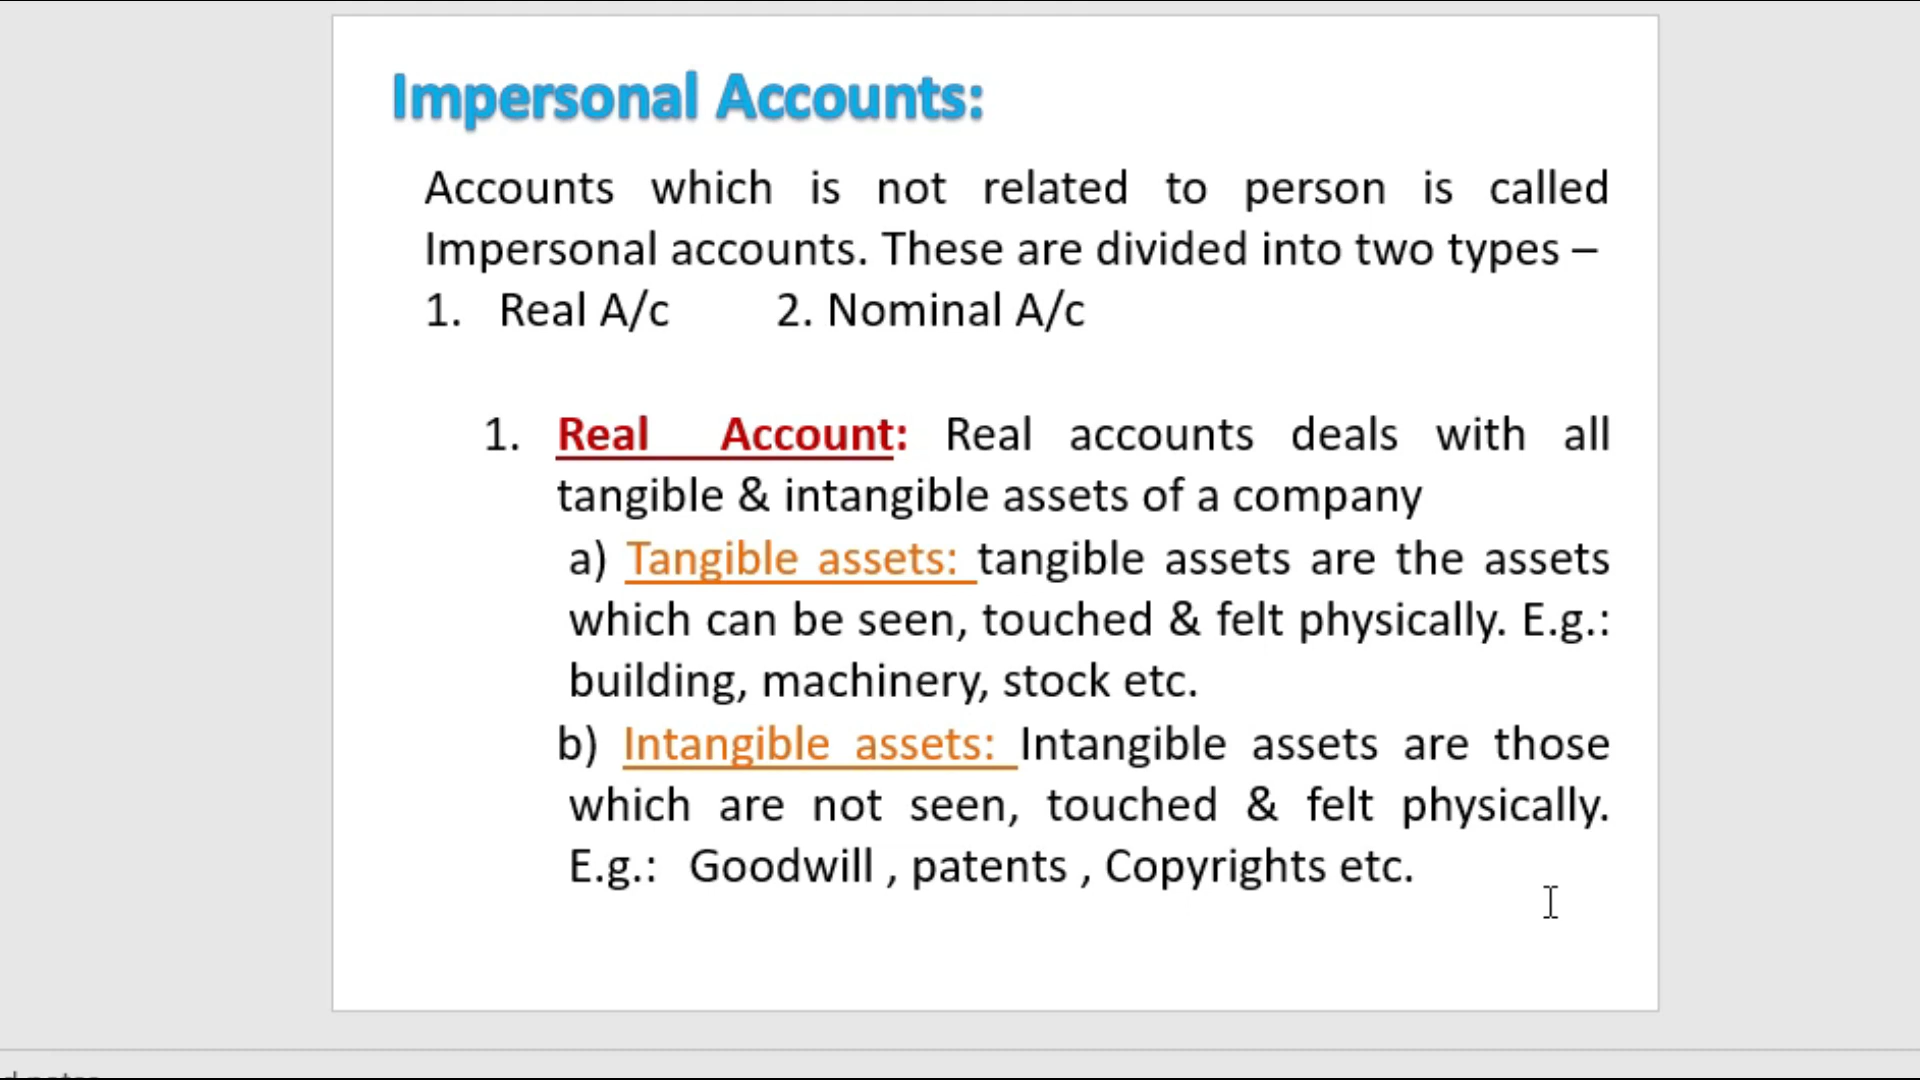 Impersonal Accounts:
Accounts which is not related to person is called
Impersonal accounts. These are divided into two types –
1. Real A/c 2. Nominal A/c
1. Real Account: Real accounts deals with all
tangible & intangible assets of a company
a) Tangible assets: tangible assets are the assets
which can be seen, touched & felt physically. E.g.:
building, machinery, stock etc.
b) Intangible assets: Intangible assets are those
which are not seen, touched & felt physically.
E.g.: Goodwill , patents , Copyrights etc.